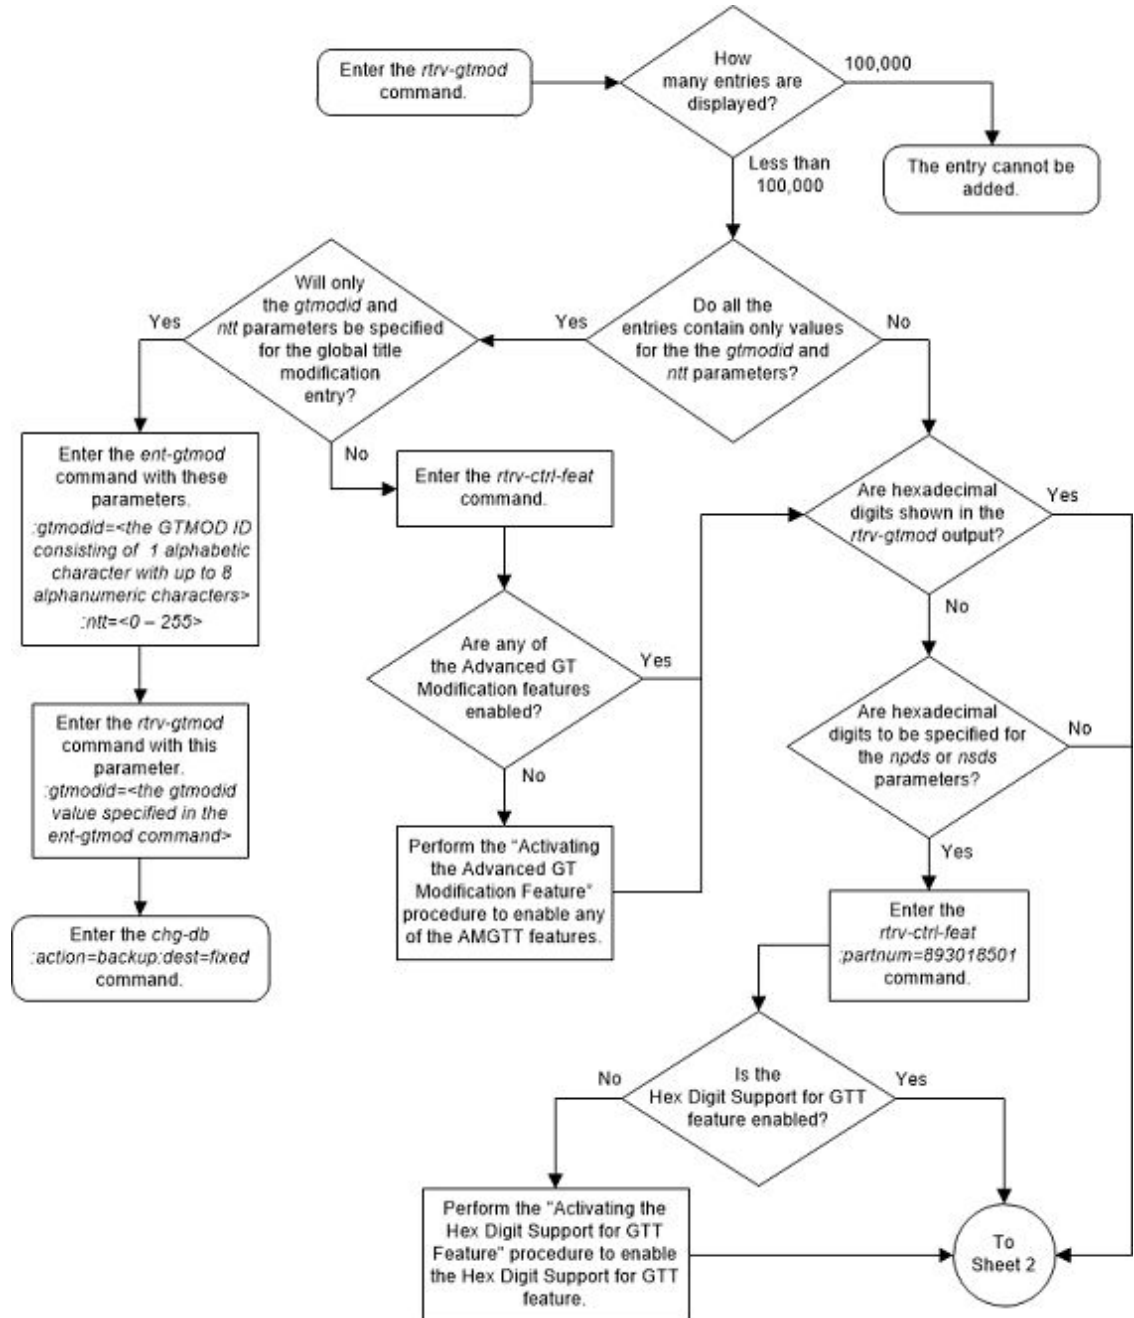 Enter the rtrv-gtmod
command.
How
many entries are
displayed?
100,000
The entry cannot be
added.
Less than
100,000
Do all the
entries contain only values
for the the gtmodid and
ntt parameters?
Yes
No
Will only
the gtmodid and
ntt parameters be specified
for the global title
modification
entry?
Yes
No
Enter the ent-gtmod
command with these
parameters.
:gtmodid=<the GTMOD ID
consisting of 1 alphabetic
character with up to 8
alphanumeric characters>
:ntt=<0 – 255>
Enter the rtrv-gtmod
command with this
parameter.
:gtmodid=<the gtmodid
value specified in the
ent-gtmod command>
Enter the chg-db
:action=backup:dest=fixed
command.
Enter the rtrv-ctrl-feat
command.
Are any of
the Advanced GT
Modification features
enabled?
Yes
No
Perform the “Activating
the Advanced GT
Modification Feature”
procedure to enable any
of the AMGTT features.
Are hexadecimal
digits shown in the
rtrv-gtmod output?
Yes
No
Are hexadecimal
digits to be specified for
the npds or nsds
parameters?
No
Yes
Enter the
rtrv-ctrl-feat
:partnum=893018501
command.
Is the
Hex Digit Support for GTT
feature enabled?
No
Yes
Perform the "Activating the
Hex Digit Support for GTT
Feature" procedure to enable
the Hex Digit Support for GTT
feature.
To
Sheet 2